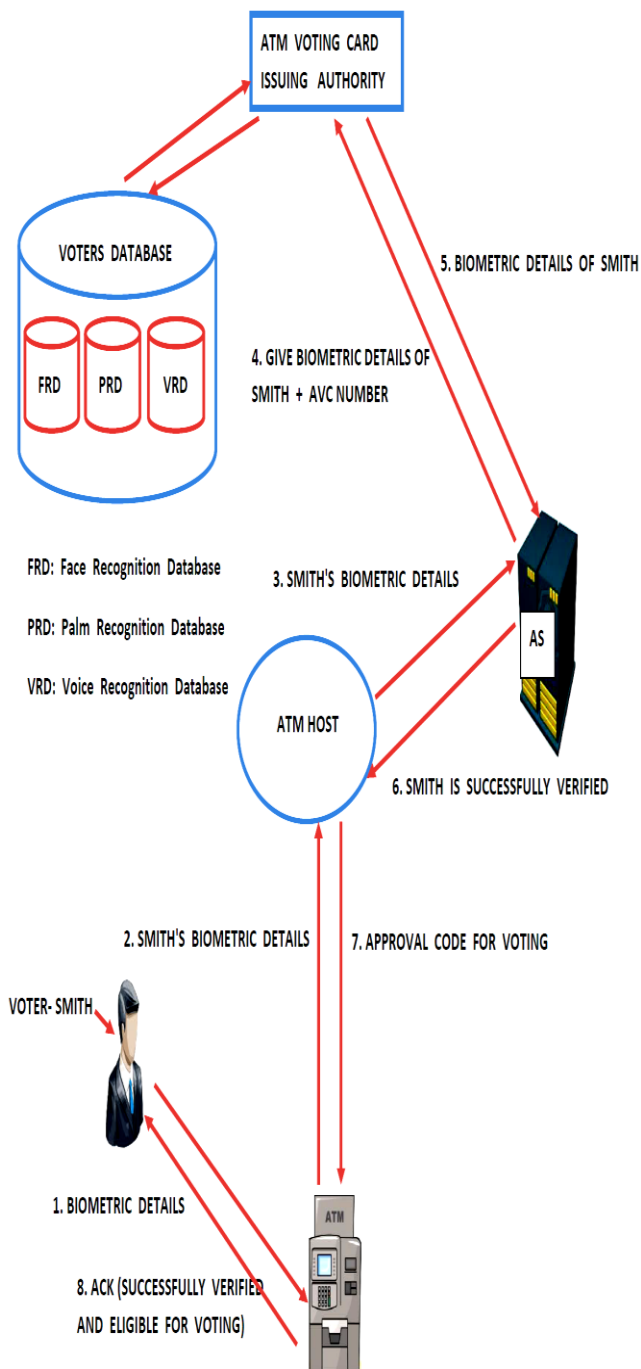 ATM VOTING CARD
ISSUING AUTHORITY
VOTERS DATABASE
FRD
PRD
VRD
5. BIOMETRIC DETAILS OF SMITH
4. GIVE BIOMETRIC DETAILS OF
SMITH + AVC NUMBER
FRD: Face Recognition Database
PRD: Palm Recognition Database
VRD: Voice Recognition Database
3. SMITH'S BIOMETRIC DETAILS
AS
ATM HOST
6. SMITH IS SUCCESSFULLY VERIFIED
2. SMITH'S BIOMETRIC DETAILS
7. APPROVAL CODE FOR VOTING
VOTER- SMITH
1. BIOMETRIC DETAILS
ATM
8. ACK (SUCCESSFULLY VERIFIED
AND ELIGIBLE FOR VOTING)